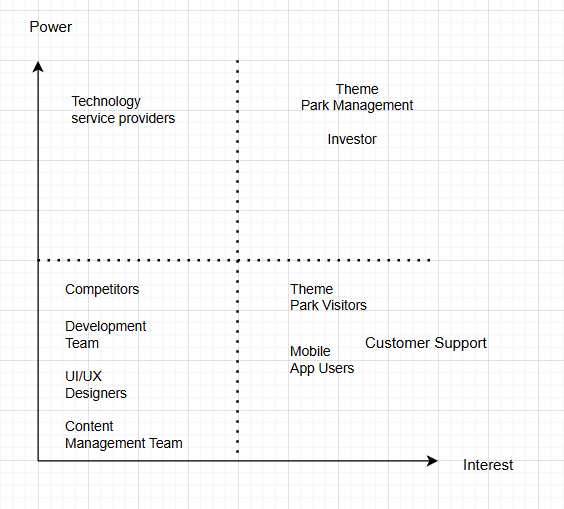 Power
Technology
service providers
Theme
Park Management
Investor
Competitors
Development
Team
UI/UX
Designers
Content
Management Team
Theme
Park Visitors
Mobile
App Users
Customer Support
Interest